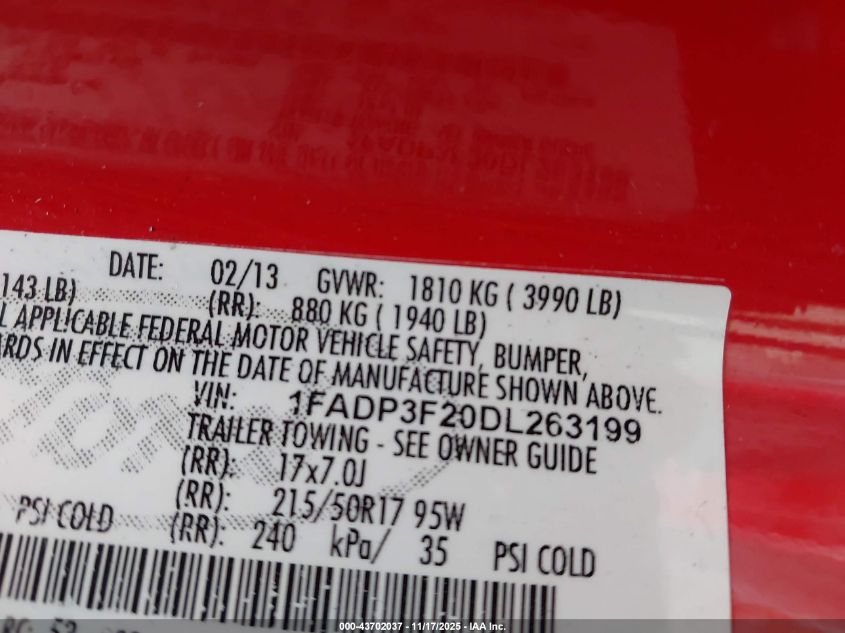 DATE: 02/13 GVWR: 1810 KG ( 3990 LB)
143 LB) (RR): 880 KG ( 1940 LB)
L APPLICABLE FEDERAL MOTOR VEHICLE SAFETY, BUMPER,
ARDS IN EFFECT ON THE DATE OF MANUFACTURE SHOWN ABOVE.
VIN: 1FADP3F20DL263199
TRAILER TOWING - SEE OWNER GUIDE
(RR): 17x7.0J
(RR): 215/50R17 95W
PSI COLD (RR): 240 kPa/ 35 PSI COLD
000-43702037 - 11/17/2025 - IAA Inc.